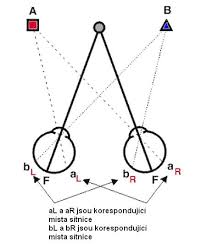 A B
bL F aL bR F aR
aL a aR jsou korespondující
místa sítnice
bL a bR jsou korespondující
místa sítnice